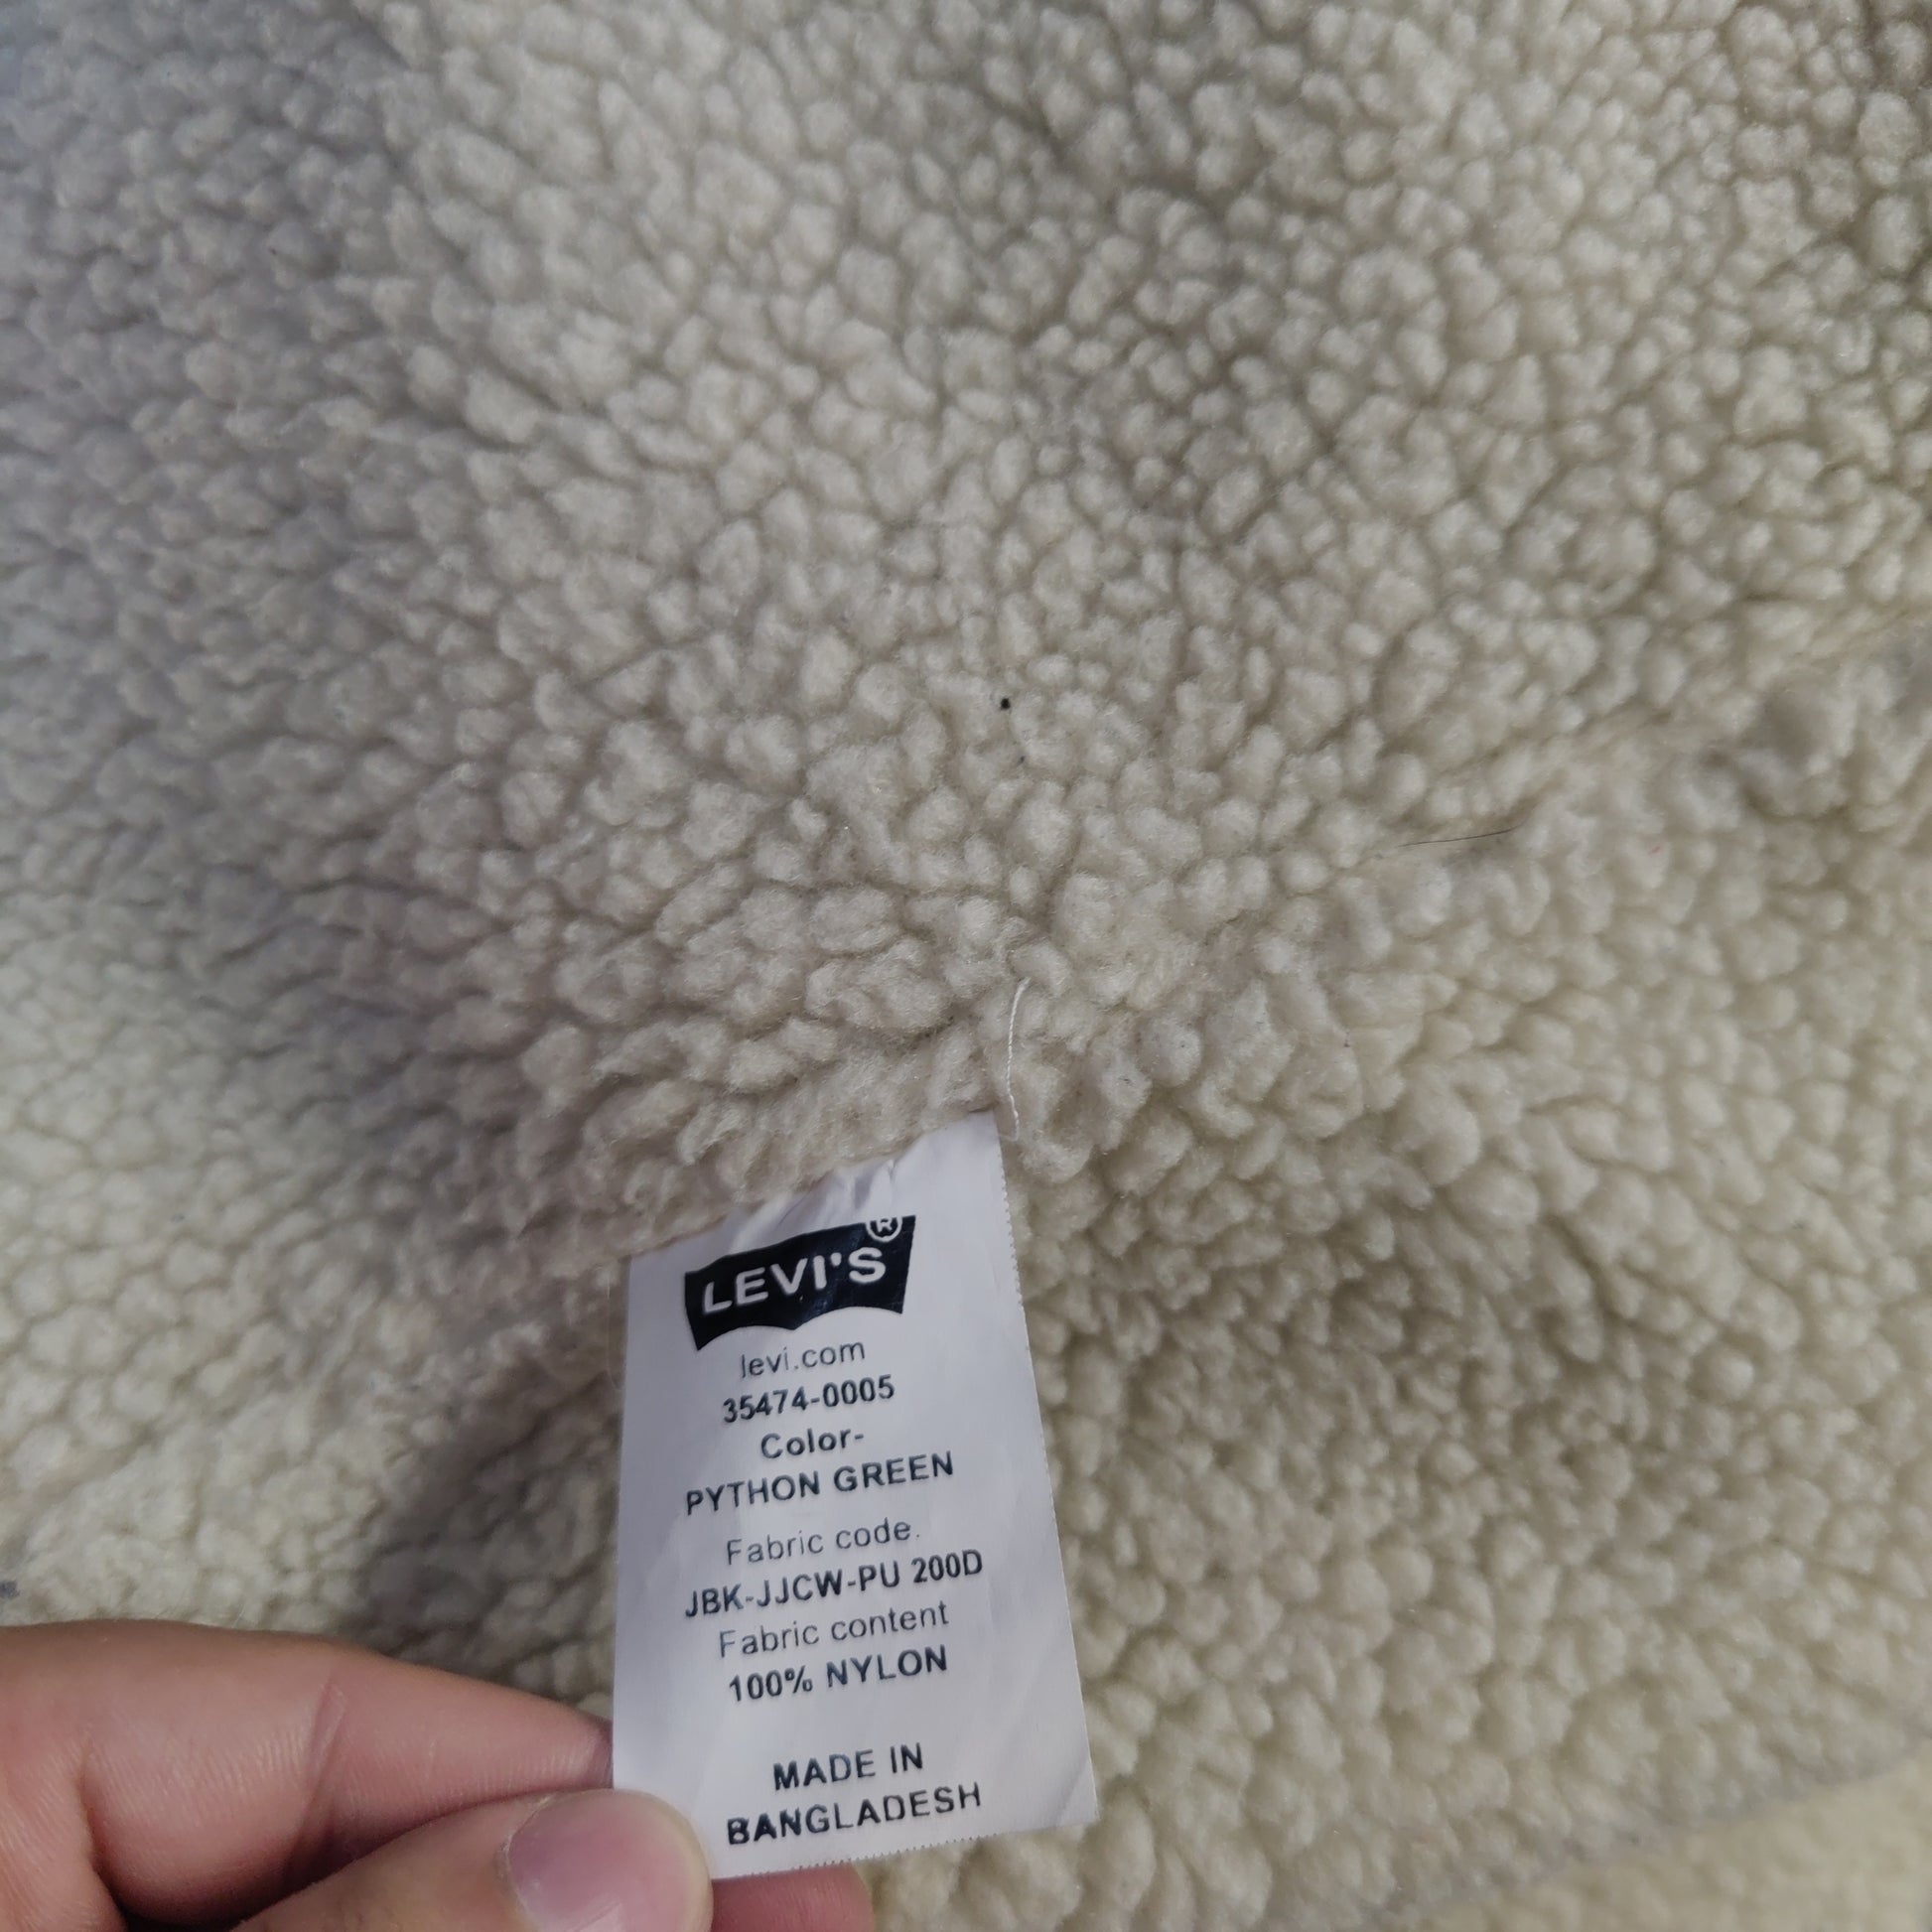 LEVI'S®
levi.com
35474-0005
Color-
PYTHON GREEN
Fabric code.
JBK-JJCW-PU 200D
Fabric content
100% NYLON
MADE IN
BANGLADESH